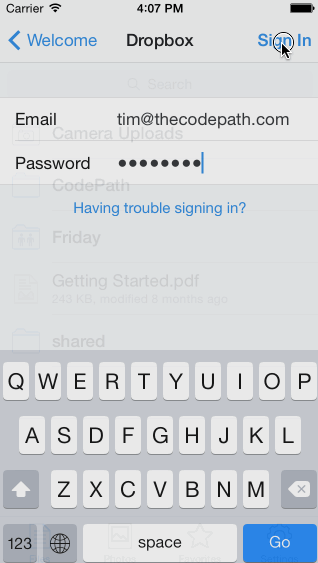 Carrier 4:07 PM
Welcome Dropbox Sign In
Search
Email tim@thecodepath.com
Camera Uploads
Password ●●●●●●●●
CodePath
Having trouble signing in?
Friday
Getting Started.pdf
243 KB, modified 8 months ago
shared
Q W E R T Y U I O P
A S D F G H J K L
Z X C V B N M
123 space Go